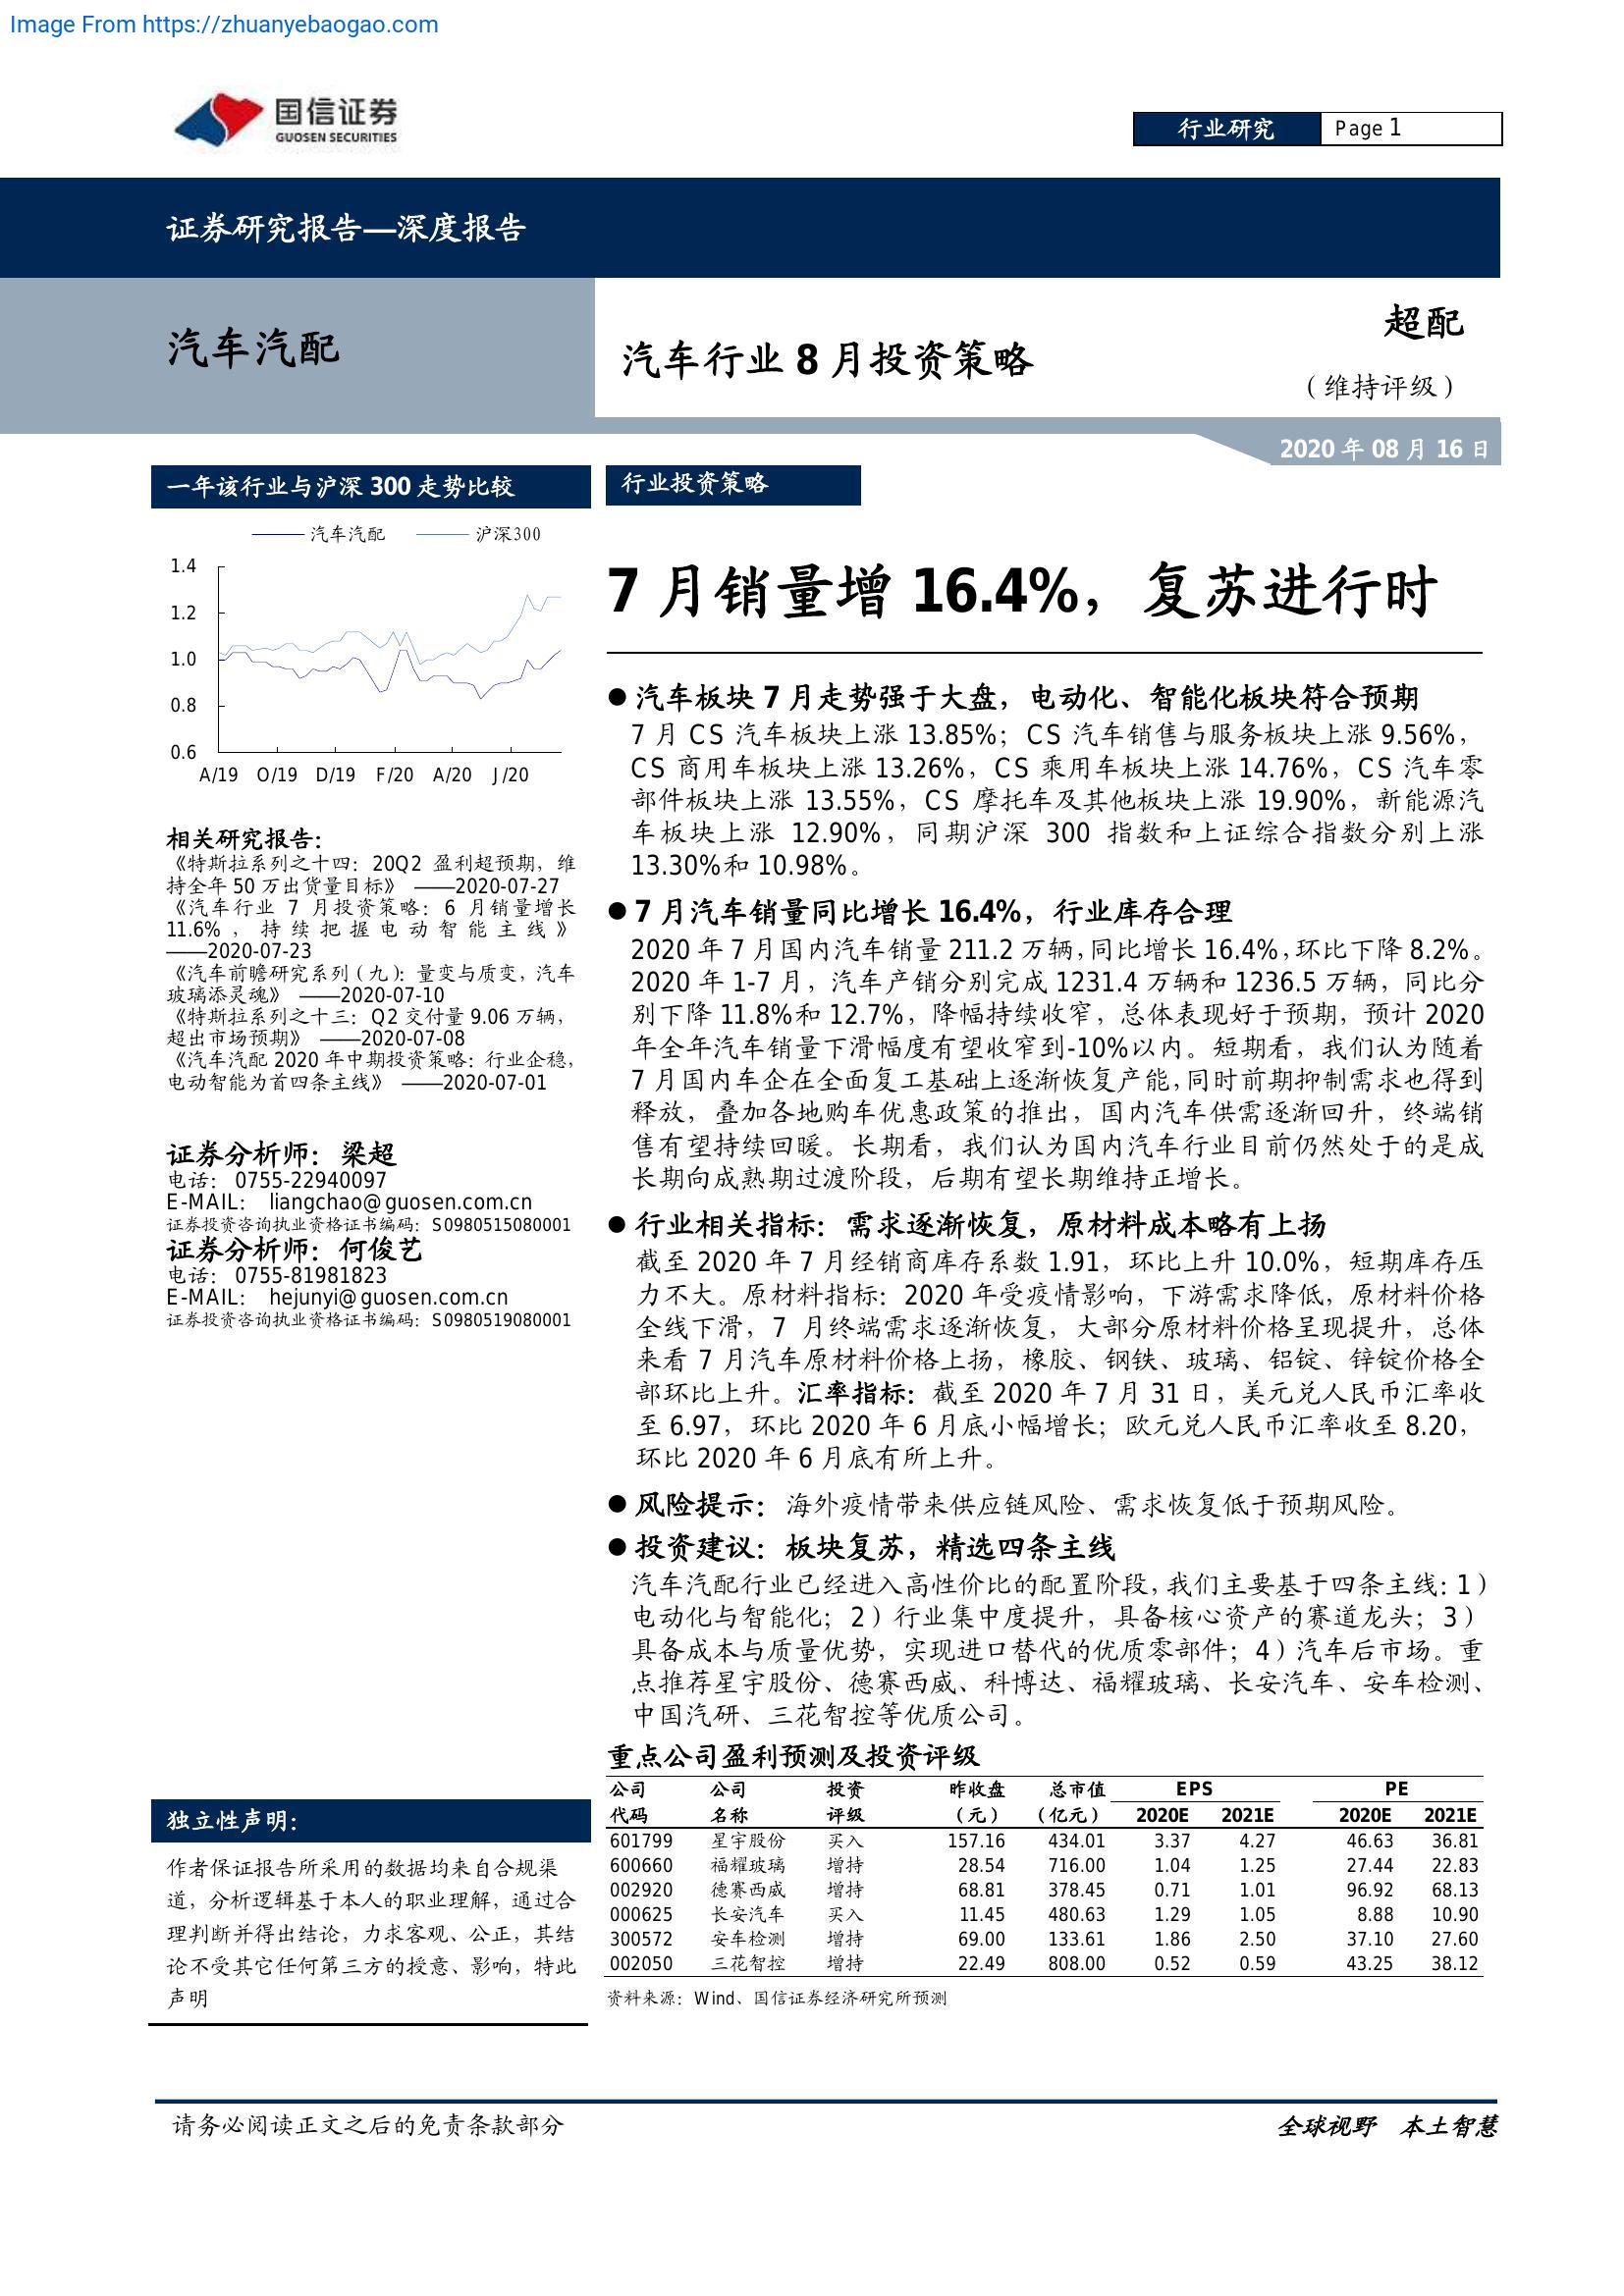 Image From https://zhuanyebaogao.com
国信证券
GUOSEN SECURITIES
行业研究
Page 1
证券研究报告—深度报告
汽车汽配
汽车行业 8 月投资策略
超配
（维持评级）
2020 年 08 月 16 日
一年该行业与沪深 300 走势比较
汽车汽配 沪深300
1.4
1.2
1.0
0.8
0.6
A/19 O/19 D/19 F/20 A/20 J/20
相关研究报告：
《特斯拉系列之十四：20Q2 盈利超预期，维
持全年 50 万出货量目标》 ——2020-07-27
《汽车行业 7 月投资策略：6 月销量增长
11.6%，持续把握电动智能主线》
——2020-07-23
《汽车前瞻研究系列（九）：量变与质变，汽车
玻璃添灵魂》 ——2020-07-10
《特斯拉系列之十三：Q2 交付量 9.06 万辆，
超出市场预期》 ——2020-07-08
《汽车汽配 2020 年中期投资策略：行业企稳，
电动智能为首四条主线》 ——2020-07-01
证券分析师：梁超
电话： 0755-22940097
E-MAIL： liangchao@guosen.com.cn
证券投资咨询执业资格证书编码：S0980515080001
证券分析师：何俊艺
电话： 0755-81981823
E-MAIL： hejunyi@guosen.com.cn
证券投资咨询执业资格证书编码：S0980519080001
独立性声明：
作者保证报告所采用的数据均来自合规渠
道，分析逻辑基于本人的职业理解，通过合
理判断并得出结论，力求客观、公正，其结
论不受其它任何第三方的授意、影响，特此
声明
行业投资策略
7 月销量增 16.4%，复苏进行时
● 汽车板块 7 月走势强于大盘，电动化、智能化板块符合预期
7 月 CS 汽车板块上涨 13.85%；CS 汽车销售与服务板块上涨 9.56%，
CS 商用车板块上涨 13.26%，CS 乘用车板块上涨 14.76%，CS 汽车零
部件板块上涨 13.55%，CS 摩托车及其他板块上涨 19.90%，新能源汽
车板块上涨 12.90%，同期沪深 300 指数和上证综合指数分别上涨
13.30%和 10.98%。
● 7 月汽车销量同比增长 16.4%，行业库存合理
2020 年 7 月国内汽车销量 211.2 万辆，同比增长 16.4%，环比下降 8.2%。
2020 年 1-7 月，汽车产销分别完成 1231.4 万辆和 1236.5 万辆，同比分
别下降 11.8%和 12.7%，降幅持续收窄，总体表现好于预期，预计 2020
年全年汽车销量下滑幅度有望收窄到-10%以内。短期看，我们认为随着
7 月国内车企在全面复工基础上逐渐恢复产能，同时前期抑制需求也得到
释放，叠加各地购车优惠政策的推出，国内汽车供需逐渐回升，终端销
售有望持续回暖。长期看，我们认为国内汽车行业目前仍然处于的是成
长期向成熟期过渡阶段，后期有望长期维持正增长。
● 行业相关指标：需求逐渐恢复，原材料成本略有上扬
截至 2020 年 7 月经销商库存系数 1.91，环比上升 10.0%，短期库存压
力不大。原材料指标：2020 年受疫情影响，下游需求降低，原材料价格
全线下滑，7 月终端需求逐渐恢复，大部分原材料价格呈现提升，总体
来看 7 月汽车原材料价格上扬，橡胶、钢铁、玻璃、铝锭、锌锭价格全
部环比上升。汇率指标：截至 2020 年 7 月 31 日，美元兑人民币汇率收
至 6.97，环比 2020 年 6 月底小幅增长；欧元兑人民币汇率收至 8.20，
环比 2020 年 6 月底有所上升。
● 风险提示：海外疫情带来供应链风险、需求恢复低于预期风险。
● 投资建议：板块复苏，精选四条主线
汽车汽配行业已经进入高性价比的配置阶段，我们主要基于四条主线：1）
电动化与智能化；2）行业集中度提升，具备核心资产的赛道龙头；3）
具备成本与质量优势，实现进口替代的优质零部件；4）汽车后市场。重
点推荐星宇股份、德赛西威、科博达、福耀玻璃、长安汽车、安车检测、
中国汽研、三花智控等优质公司。
重点公司盈利预测及投资评级
公司 公司 投资 昨收盘 总市值 EPS PE
代码 名称 评级 （元） （亿元） 2020E 2021E 2020E 2021E
601799 星宇股份 买入 157.16 434.01 3.37 4.27 46.63 36.81
600660 福耀玻璃 增持 28.54 716.00 1.04 1.25 27.44 22.83
002920 德赛西威 增持 68.81 378.45 0.71 1.01 96.92 68.13
000625 长安汽车 买入 11.45 480.63 1.29 1.05 8.88 10.90
300572 安车检测 增持 69.00 133.61 1.86 2.50 37.10 27.60
002050 三花智控 增持 22.49 808.00 0.52 0.59 43.25 38.12
资料来源：Wind、国信证券经济研究所预测
请务必阅读正文之后的免责条款部分
全球视野 本土智慧